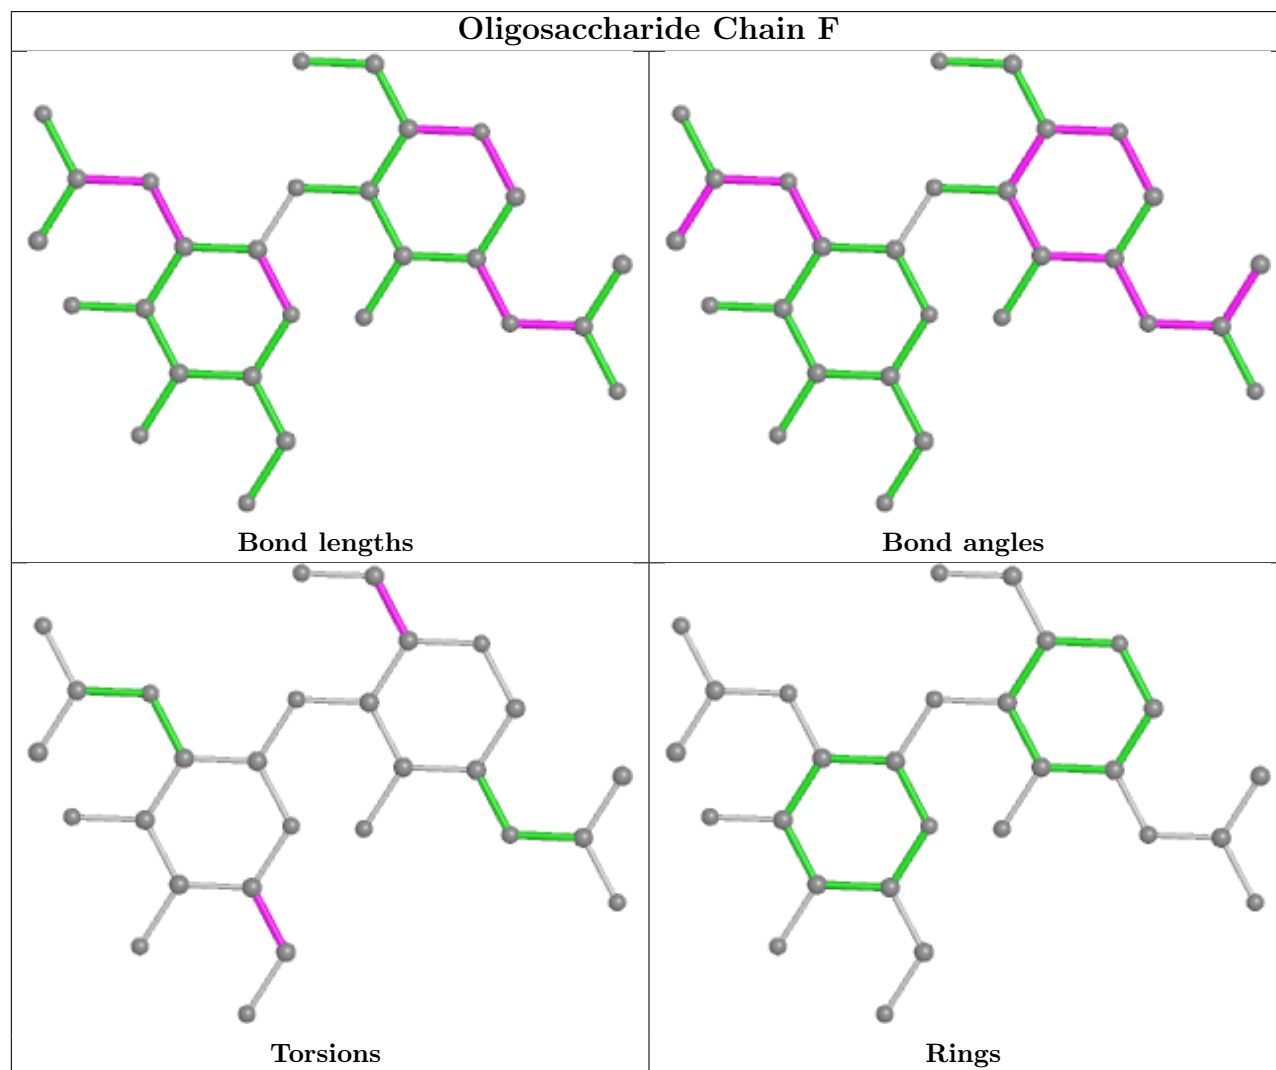 Oligosaccharide Chain F
Bond lengths
Bond angles
Torsions
Rings